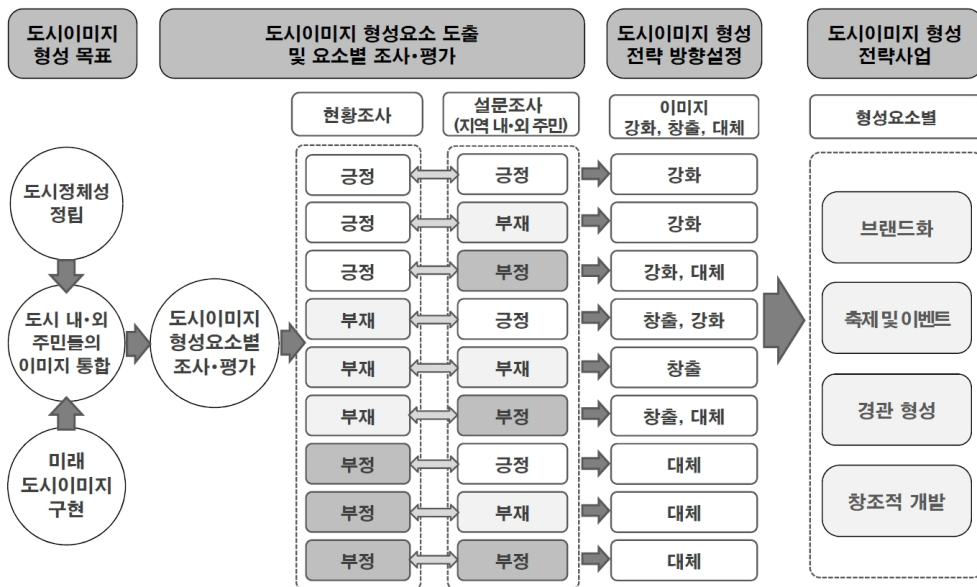 도시이미지
형성 목표
도시이미지 형성요소 도출
및 요소별 조사•평가
도시이미지 형성
전략 방향설정
도시이미지 형성
전략사업
현황조사
설문조사
(지역 내•외 주민)
이미지
강화, 창출, 대체
형성요소별
도시정체성
정립
도시 내•외
주민들의
이미지 통합
미래
도시이미지
구현
도시이미지
형성요소별
조사•평가
긍정
긍정
강화
긍정
부재
강화
긍정
부정
강화, 대체
부재
긍정
창출, 강화
부재
부재
창출
부재
부정
창출, 대체
부정
긍정
대체
부정
부재
대체
부정
부정
대체
브랜드화
축제 및 이벤트
경관 형성
창조적 개발